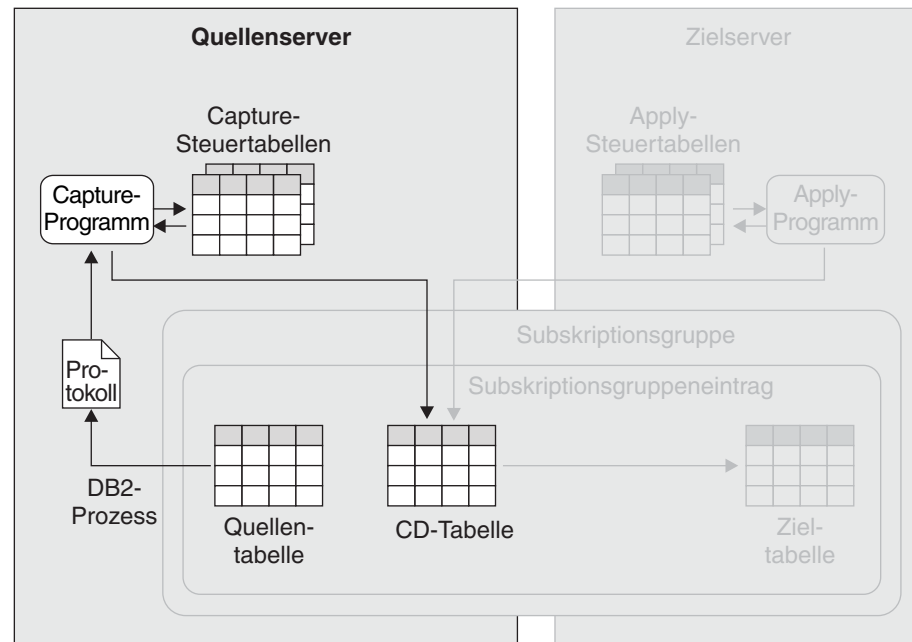 Quellenserver
Zielserver
Capture-
Steuertabellen
Apply-
Steuertabellen
Capture-
Programm
Apply-
Programm
Subskriptionsgruppe
Pro-
tokoll
Subskriptionsgruppeneintrag
DB2-
Prozess
Quellen-
tabelle
CD-Tabelle
Ziel-
tabelle